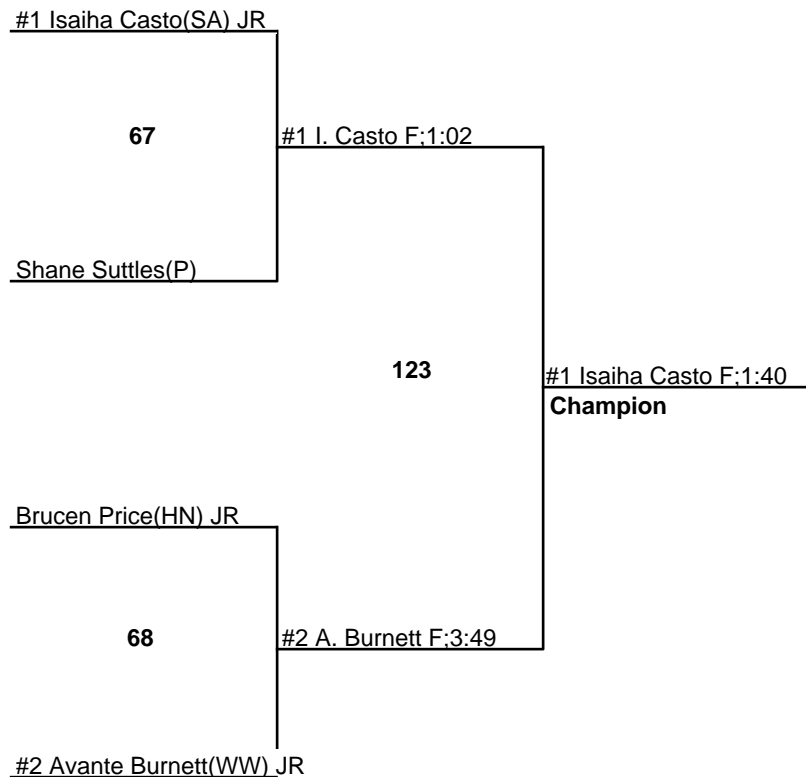 #1 Isaiha Casto(SA) JR
67
#1 I. Casto F;1:02
Shane Suttles(P)
123
#1 Isaiha Casto F;1:40
Champion
Brucen Price(HN) JR
68
#2 A. Burnett F;3:49
#2 Avante Burnett(WW) JR